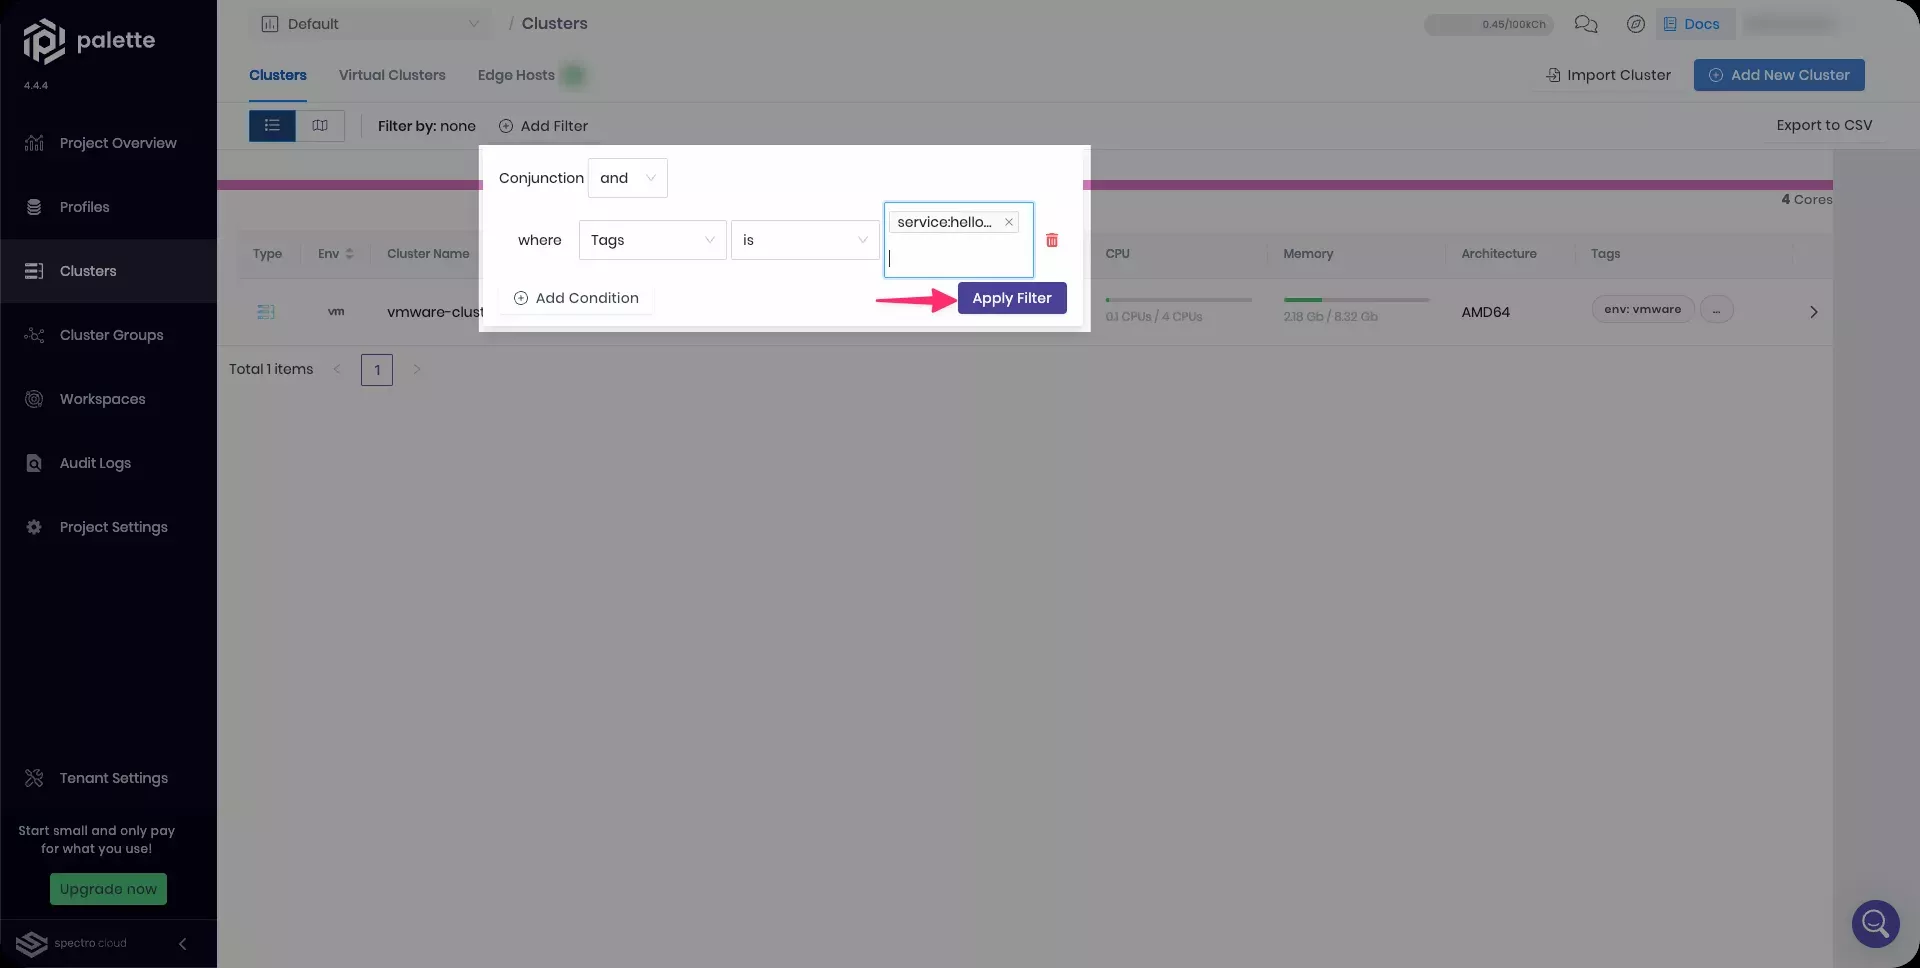 palette
4.4.4
Project Overview
Profiles
Clusters
Cluster Groups
Workspaces
Audit Logs
Project Settings
Tenant Settings
Start small and only pay
for what you use!
Upgrade now
spectro cloud
Default
/ Clusters
0.45/100kCh
Docs
Clusters
Virtual Clusters
Edge Hosts
Import Cluster
Add New Cluster
Filter by: none
Add Filter
Export to CSV
Conjunction
and
where
Tags
is
service:hello...
Add Condition
Apply Filter
4 Cores
Type
Env
Cluster Name
CPU
Memory
Architecture
Tags
vm
vmware-clust
0.1 CPUs / 4 CPUs
2.18 Gb / 8.32 Gb
AMD64
env: vmware
...
Total 1 items
1